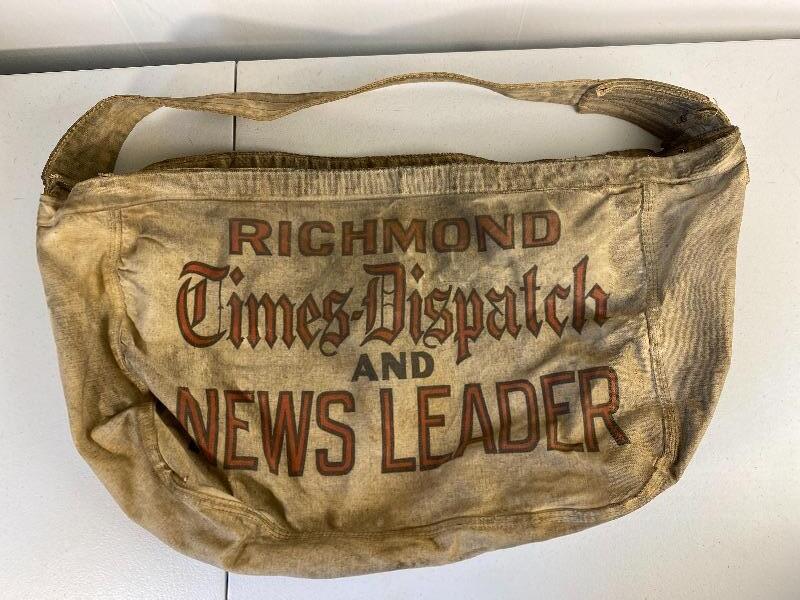 RICHMOND
Times-Dispatch
AND
NEWS LEADER